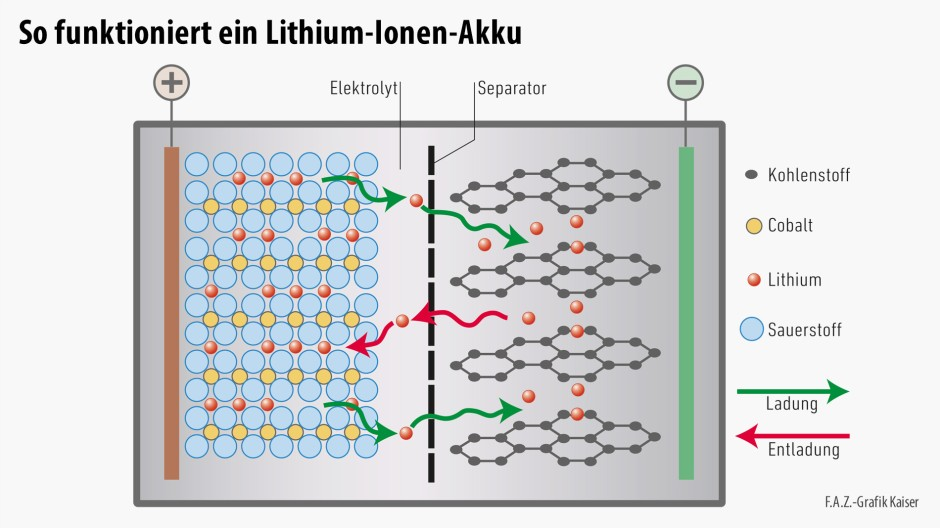 So funktioniert ein Lithium-Ionen-Akku
+
−
Elektrolyt
Separator
Kohlenstoff
Cobalt
Lithium
Sauerstoff
Ladung
Entladung
F.A.Z.-Grafik Kaiser